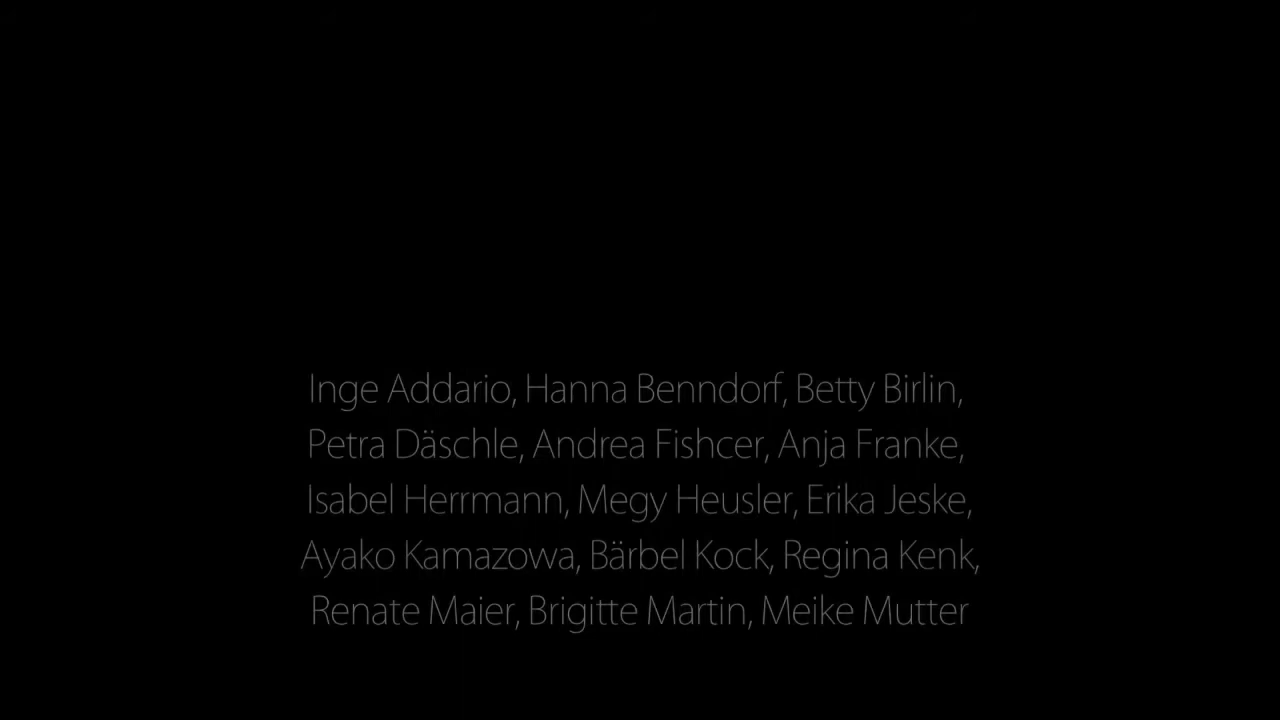 Inge Addario, Hanna Benndorf, Betty Birlin,
Petra Däschle, Andrea Fishcer, Anja Franke,
Isabel Herrmann, Megy Heusler, Erika Jeske,
Ayako Kamazowa, Bärbel Kock, Regina Kenk,
Renate Maier, Brigitte Martin, Meike Mutter